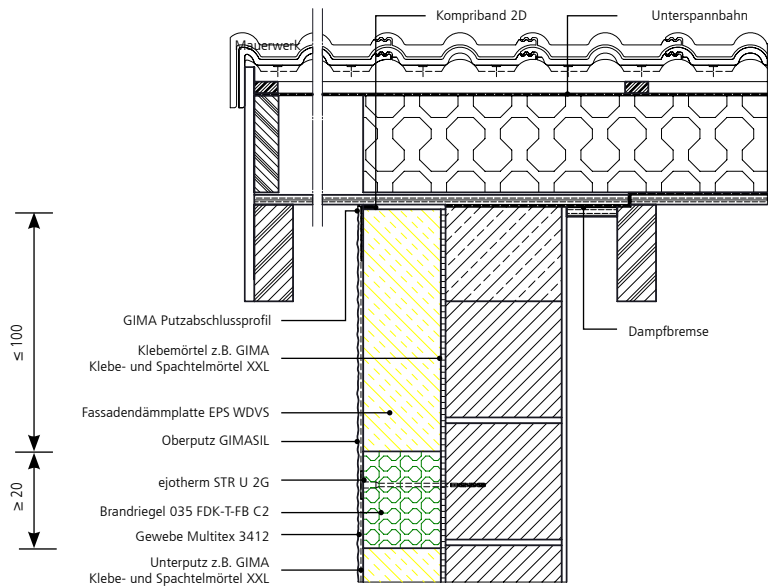 Kompriband 2D
Unterspannbahn
Mauerwerk
≤ 100
GIMA Putzabschlussprofil
Dampfbremse
Klebemörtel z.B. GIMA
Klebe- und Spachtelmörtel XXL
Fassadendämmplatte EPS WDVS
Oberputz GIMASIL
≥ 20
ejotherm STR U 2G
Brandriegel 035 FDK-T-FB C2
Gewebe Multitex 3412
Unterputz z.B. GIMA
Klebe- und Spachtelmörtel XXL